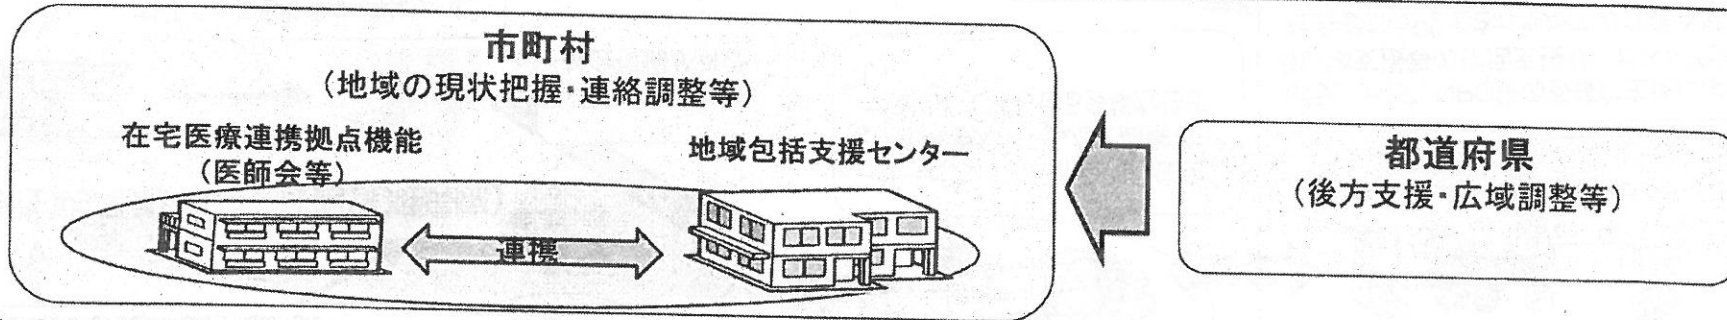 市町村
(地域の現状把握・連絡調整等)
在宅医療連携拠点機能
(医師会等)
地域包括支援センター
連携
都道府県
(後方支援・広域調整等)